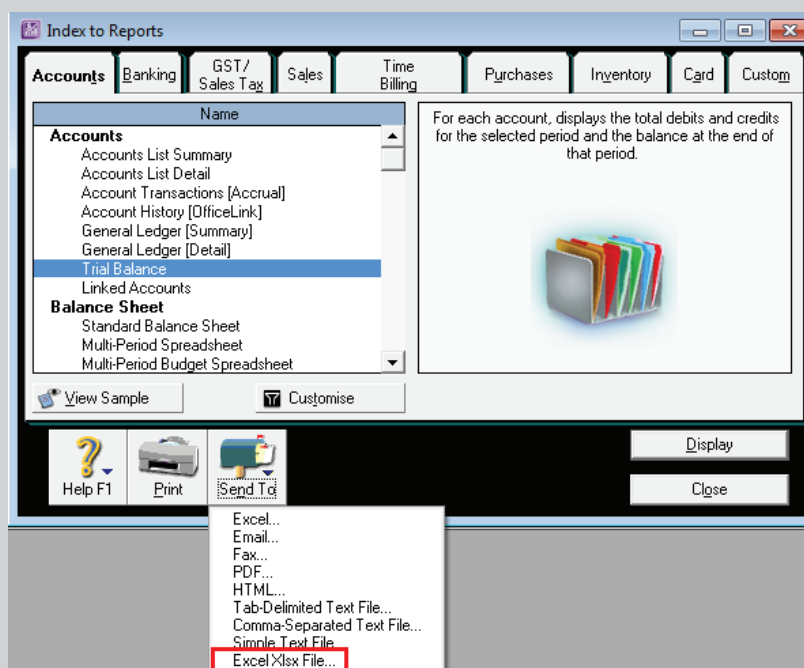 Index to Reports
Accounts
Banking
GST/
Sales Tax
Sales
Time
Billing
Purchases
Inventory
Card
Custom
Name
Accounts
Accounts List Summary
Accounts List Detail
Account Transactions [Accrual]
Account History [OfficeLink]
General Ledger [Summary]
General Ledger [Detail]
Trial Balance
Linked Accounts
Balance Sheet
Standard Balance Sheet
Multi-Period Spreadsheet
Multi-Period Budget Spreadsheet
For each account, displays the total debits and credits
for the selected period and the balance at the end of
that period.
View Sample
Customise
Help F1
Print
Send To
Display
Close
Excel...
Email...
Fax...
PDF...
HTML...
Tab-Delimited Text File...
Comma-Separated Text File...
Simple Text File...
Excel Xlsx File...